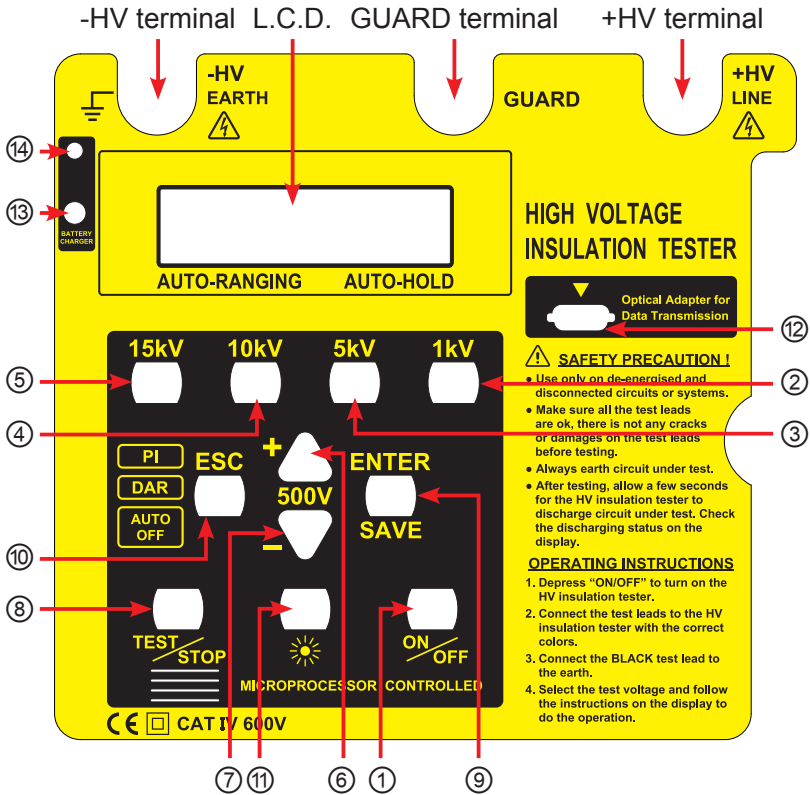 -HV terminal L.C.D. GUARD terminal +HV terminal
-HV
EARTH
GUARD
+HV
LINE
⑭
⑬
BATTERY
CHARGER
AUTO-RANGING AUTO-HOLD
HIGH VOLTAGE
INSULATION TESTER
Optical Adapter for
Data Transmission
⑫
15kV 10kV 5kV 1kV
⑤
④
②
③
PI
DAR
AUTO
OFF
ESC
+
500V
−
ENTER
SAVE
⑩
⑧
TEST/STOP
ON/OFF
MICROPROCESSOR CONTROLLED
CE CAT IV 600V
⑦ ⑪ ⑥ ① ⑨
SAFETY PRECAUTION !
● Use only on de-energised and
disconnected circuits or systems.
● Make sure all the test leads
are ok, there is not any cracks
or damages on the test leads
before testing.
● Always earth circuit under test.
● After testing, allow a few seconds
for the HV insulation tester to
discharge circuit under test. Check
the discharging status on the
display.
OPERATING INSTRUCTIONS
1. Depress “ON/OFF” to turn on the
HV insulation tester.
2. Connect the test leads to the HV
insulation tester with the correct
colors.
3. Connect the BLACK test lead to
the earth.
4. Select the test voltage and follow
the instructions on the display to
do the operation.